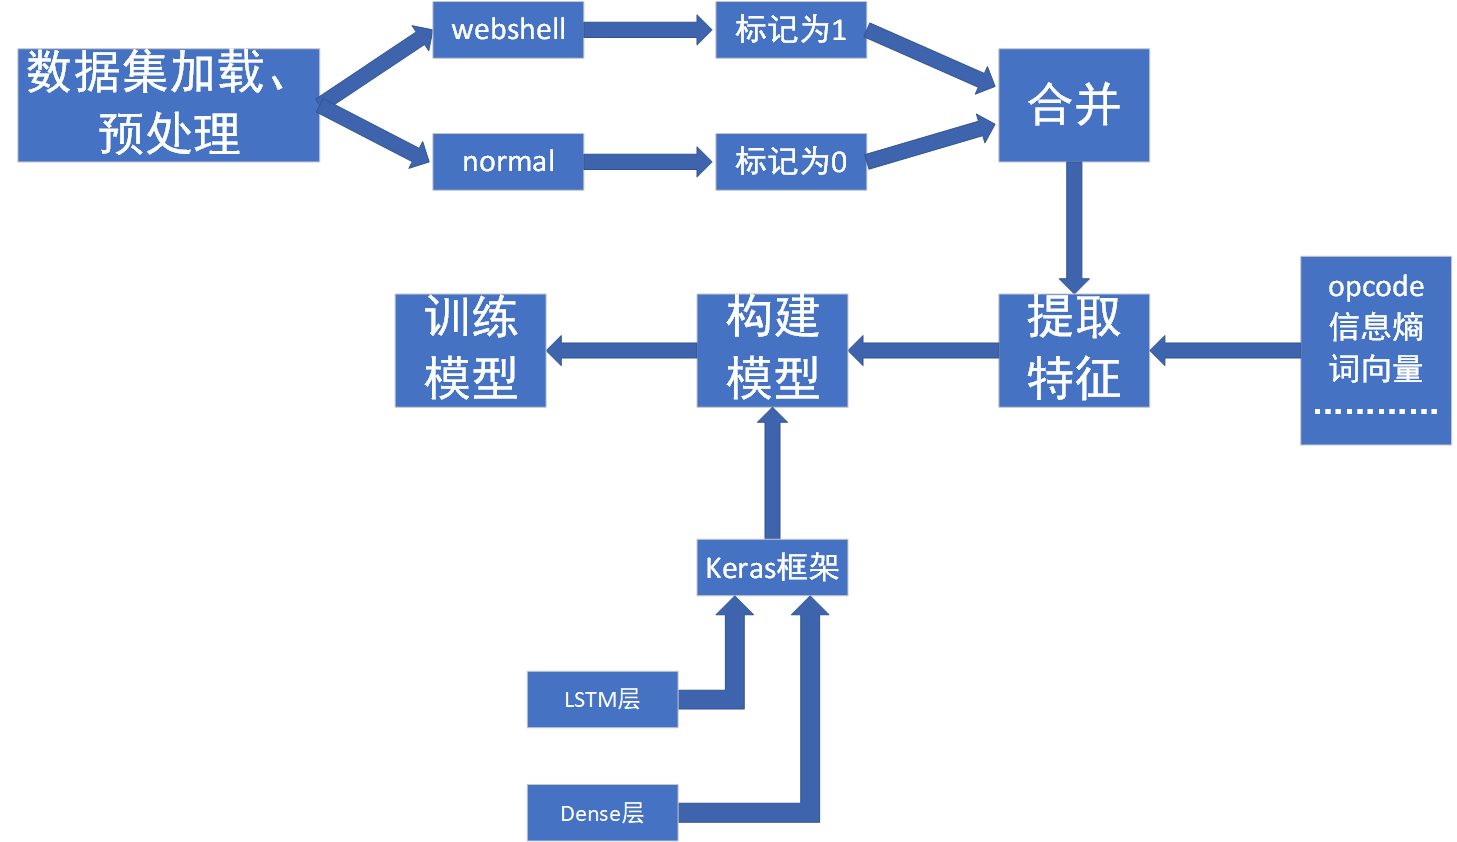 webshell
标记为1
数据集加载、
预处理
合并
normal
标记为0
训练
模型
构建
模型
提取
特征
opcode
信息熵
词向量
............
Keras框架
LSTM层
Dense层